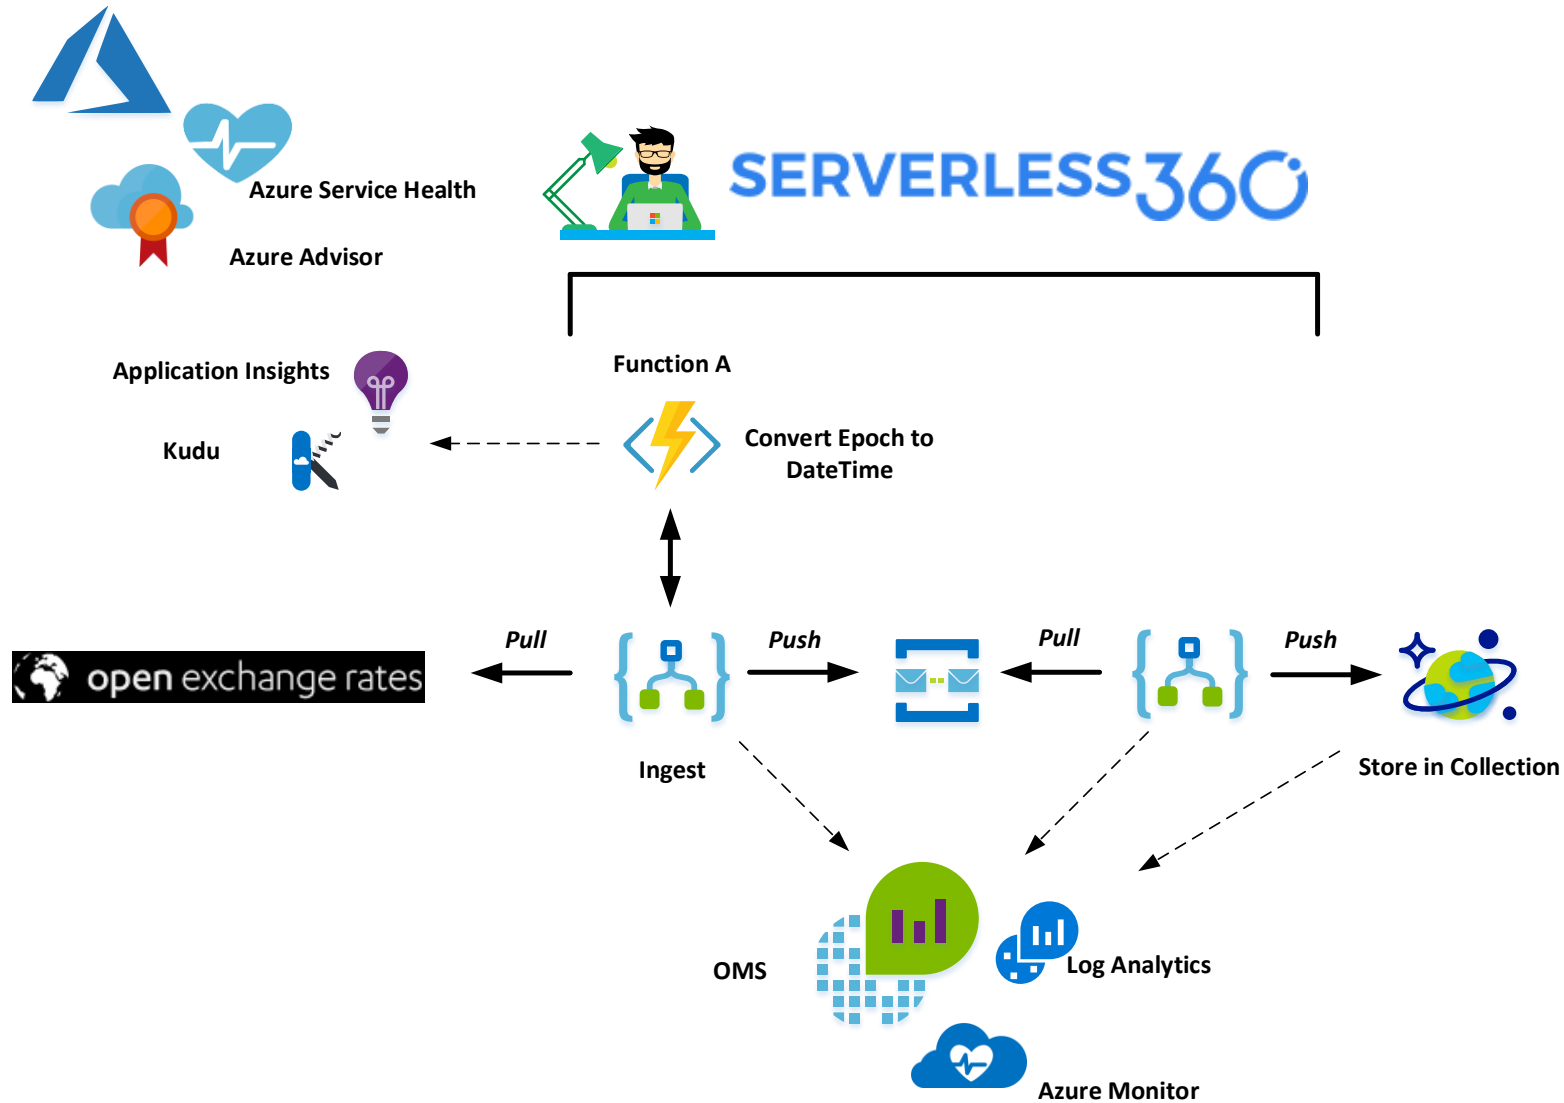 Azure Service Health
SERVERLESS360
Azure Advisor
Application Insights
Function A
Kudu
Convert Epoch to
DateTime
Pull
Push
Pull
Push
open exchange rates
Ingest
Store in Collection
OMS
Log Analytics
Azure Monitor